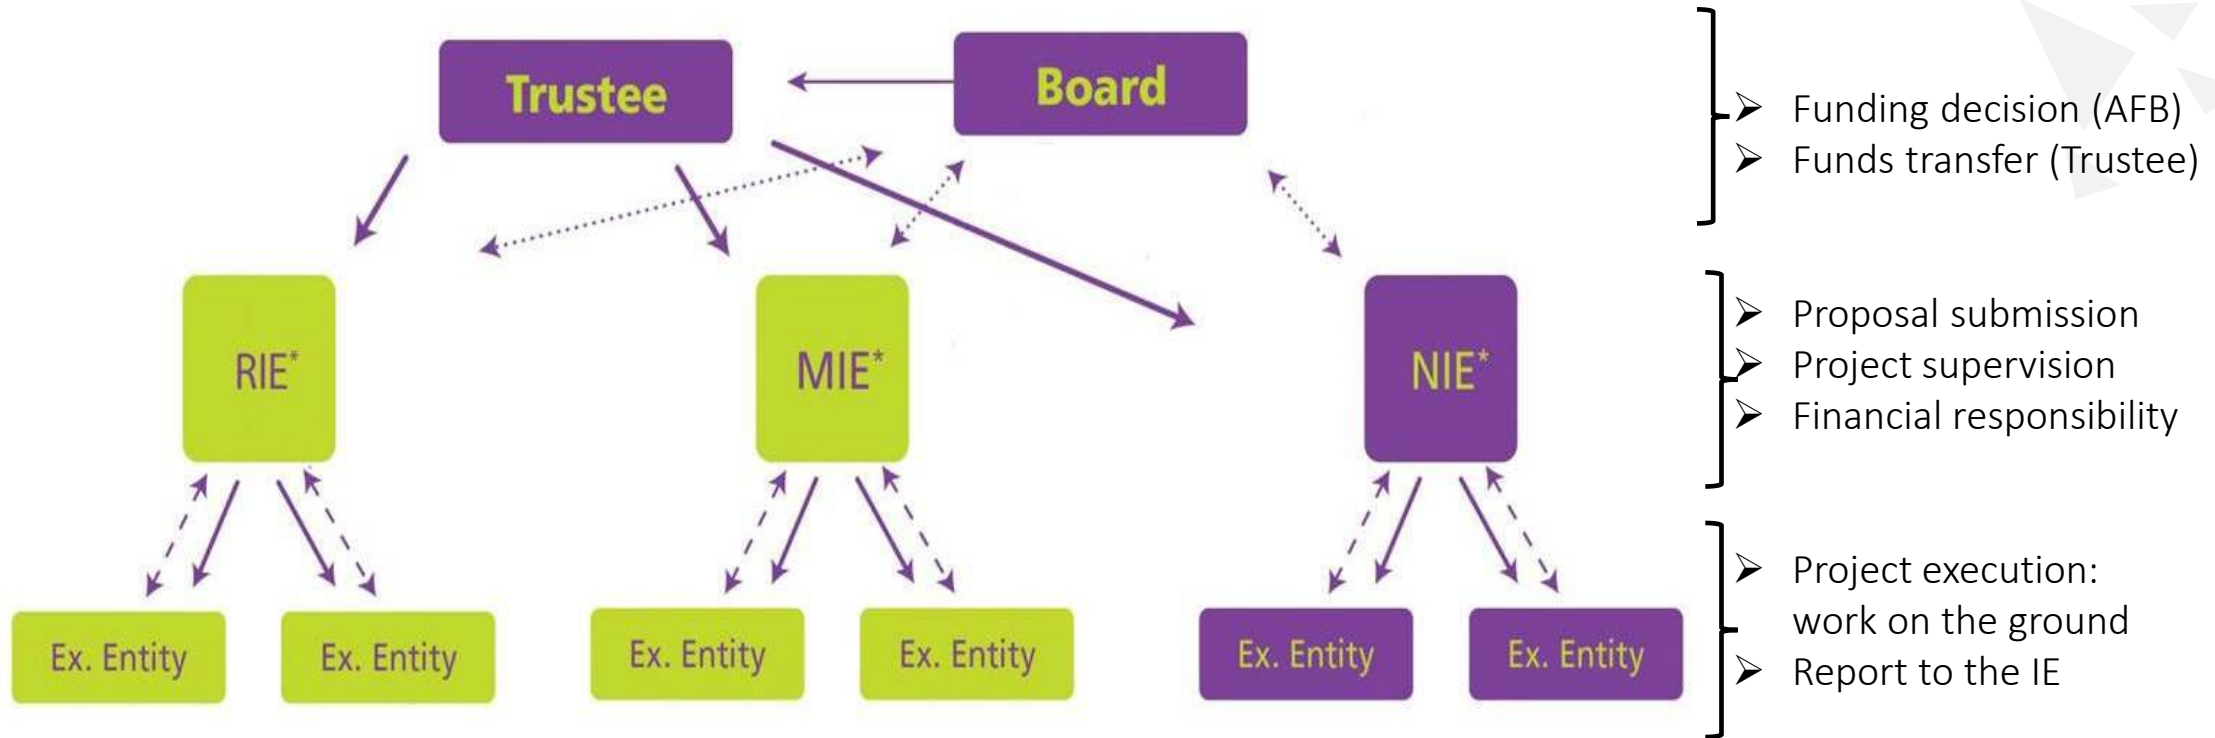 Trustee
Board
➢ Funding decision (AFB)
➢ Funds transfer (Trustee)
RIE*
MIE*
NIE*
➢ Proposal submission
➢ Project supervision
➢ Financial responsibility
Ex. Entity
Ex. Entity
Ex. Entity
Ex. Entity
Ex. Entity
Ex. Entity
➢ Project execution:
work on the ground
➢ Report to the IE